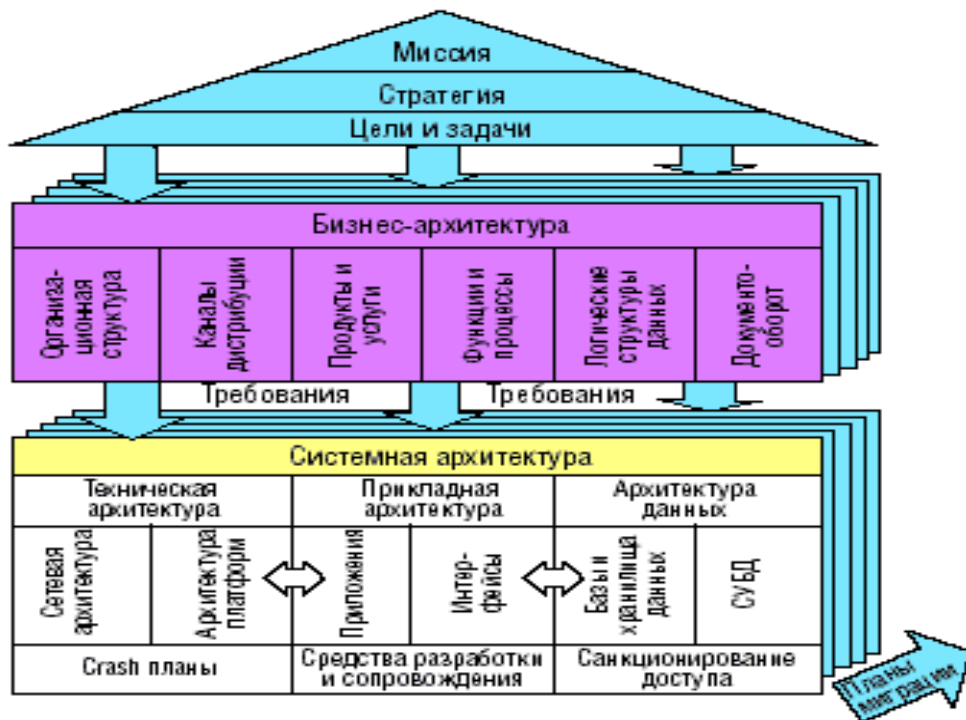 Миссия
Стратегия
Цели и задачи
Бизнес-архитектура
Организа-
ционная
структура
Каналы
дистрибуции
Продукты и
услуги
Функции и
процессы
Логические
структуры
данных
Документо-
оборот
Требования
Требования
Системная архитектура
Техническая
архитектура
Прикладная
архитектура
Архитектура
данных
Сетевая
архитектура
Архитектура
платформ
Приложения
Интер-
фейсы
Базы и
хранилища
данных
СУБД
Crash планы
Средства разработки
и сопровождения
Санкционирование
доступа
Планы
миграции